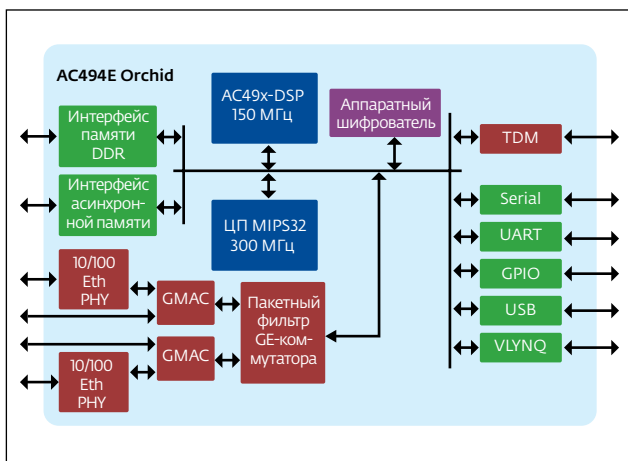 AC494E Orchid
AC49x-DSP
150 МГц
Аппаратный
шифрователь
Интерфейс
памяти
DDR
Интерфейс
асинхрон-
ной памяти
ЦП MIPS32
300 МГц
10/100
Eth
PHY
GMAC
GMAC
10/100
Eth
PHY
Пакетный
фильтр
GE-ком-
мутатора
TDM
Serial
UART
GPIO
USB
VLYNQ